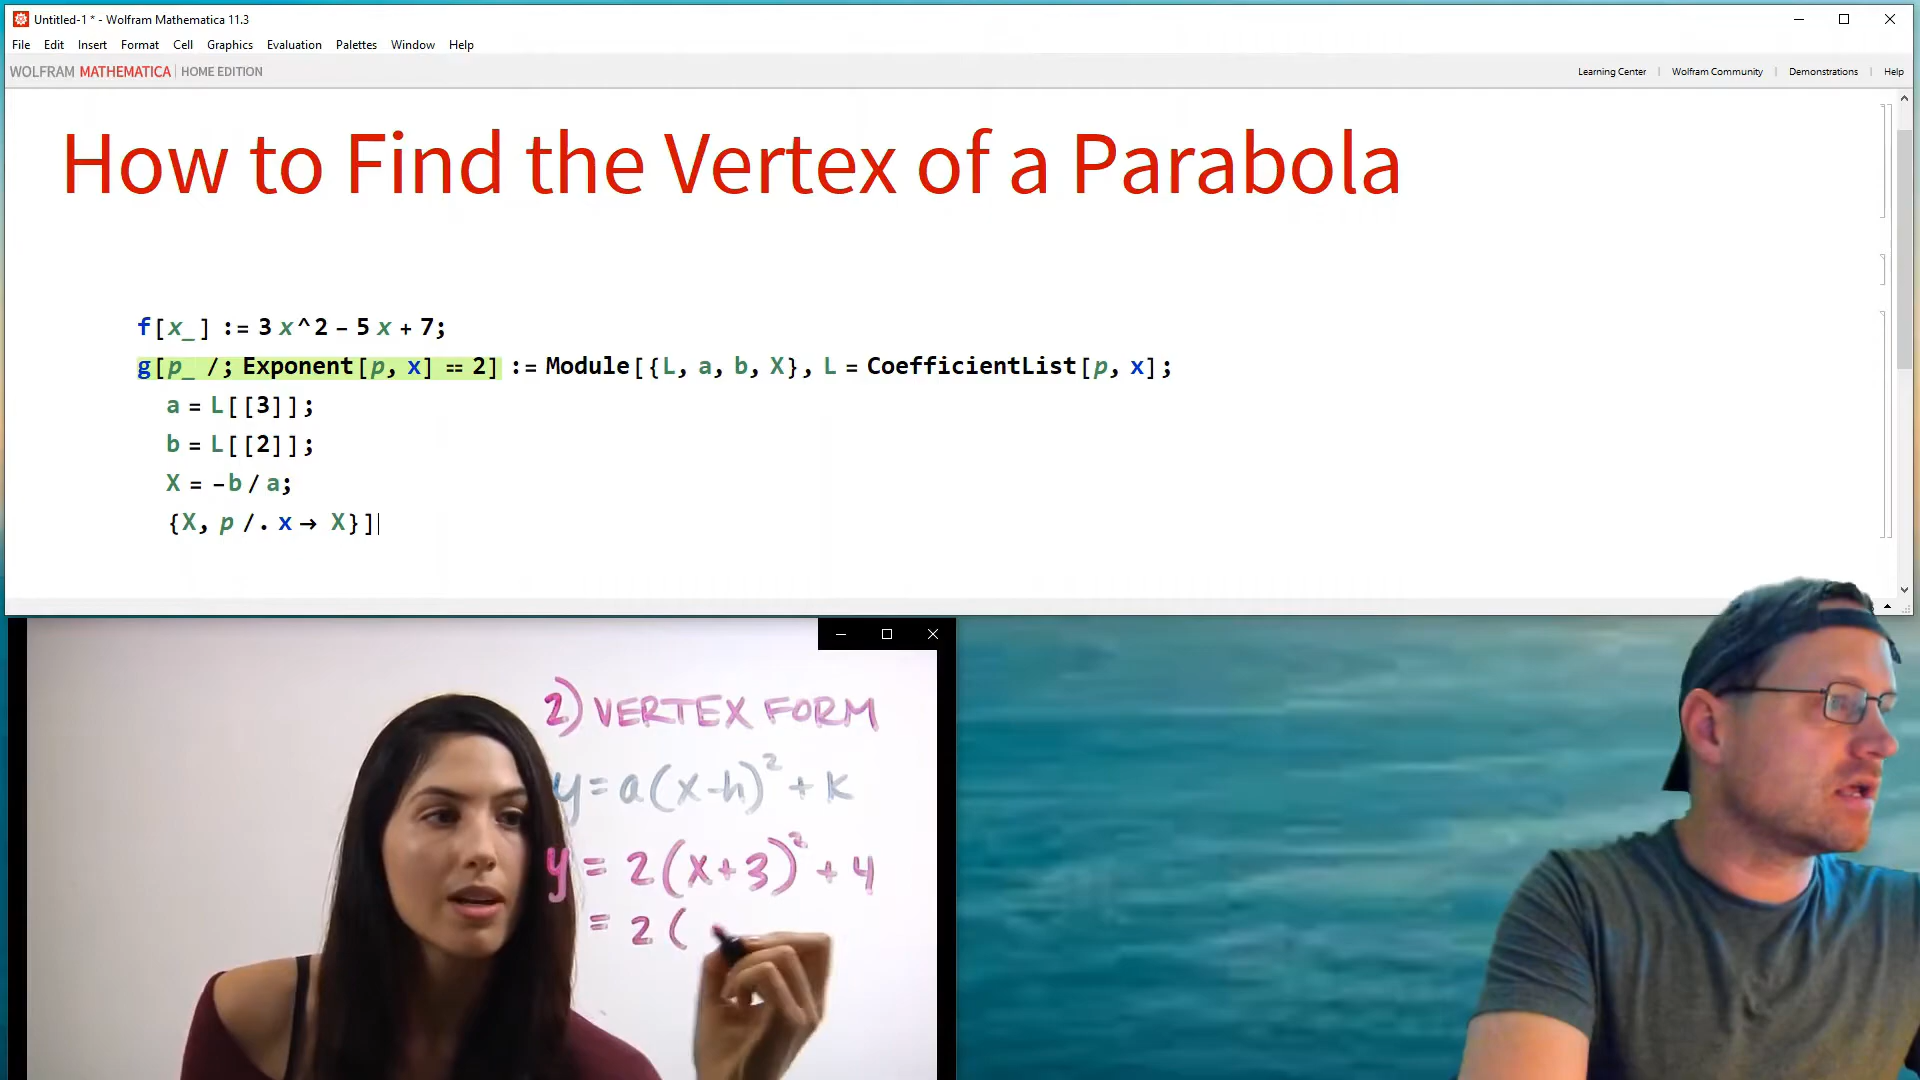 Untitled-1 * - Wolfram Mathematica 11.3
File Edit Insert Format Cell Graphics Evaluation Palettes Window Help
WOLFRAM MATHEMATICA | HOME EDITION
Learning Center | Wolfram Community | Demonstrations | Help
How to Find the Vertex of a Parabola
f[x_] := 3 x^2 - 5 x + 7;
g[p_ /; Exponent[p, x] == 2] := Module[{L, a, b, X}, L = CoefficientList[p, x];
a = L[[3]];
b = L[[2]];
X = -b / a;
{X, p /. x → X}]
2) VERTEX FORM
y = a(x-h)² + k
y = 2(x+3)² + 4
= 2 (